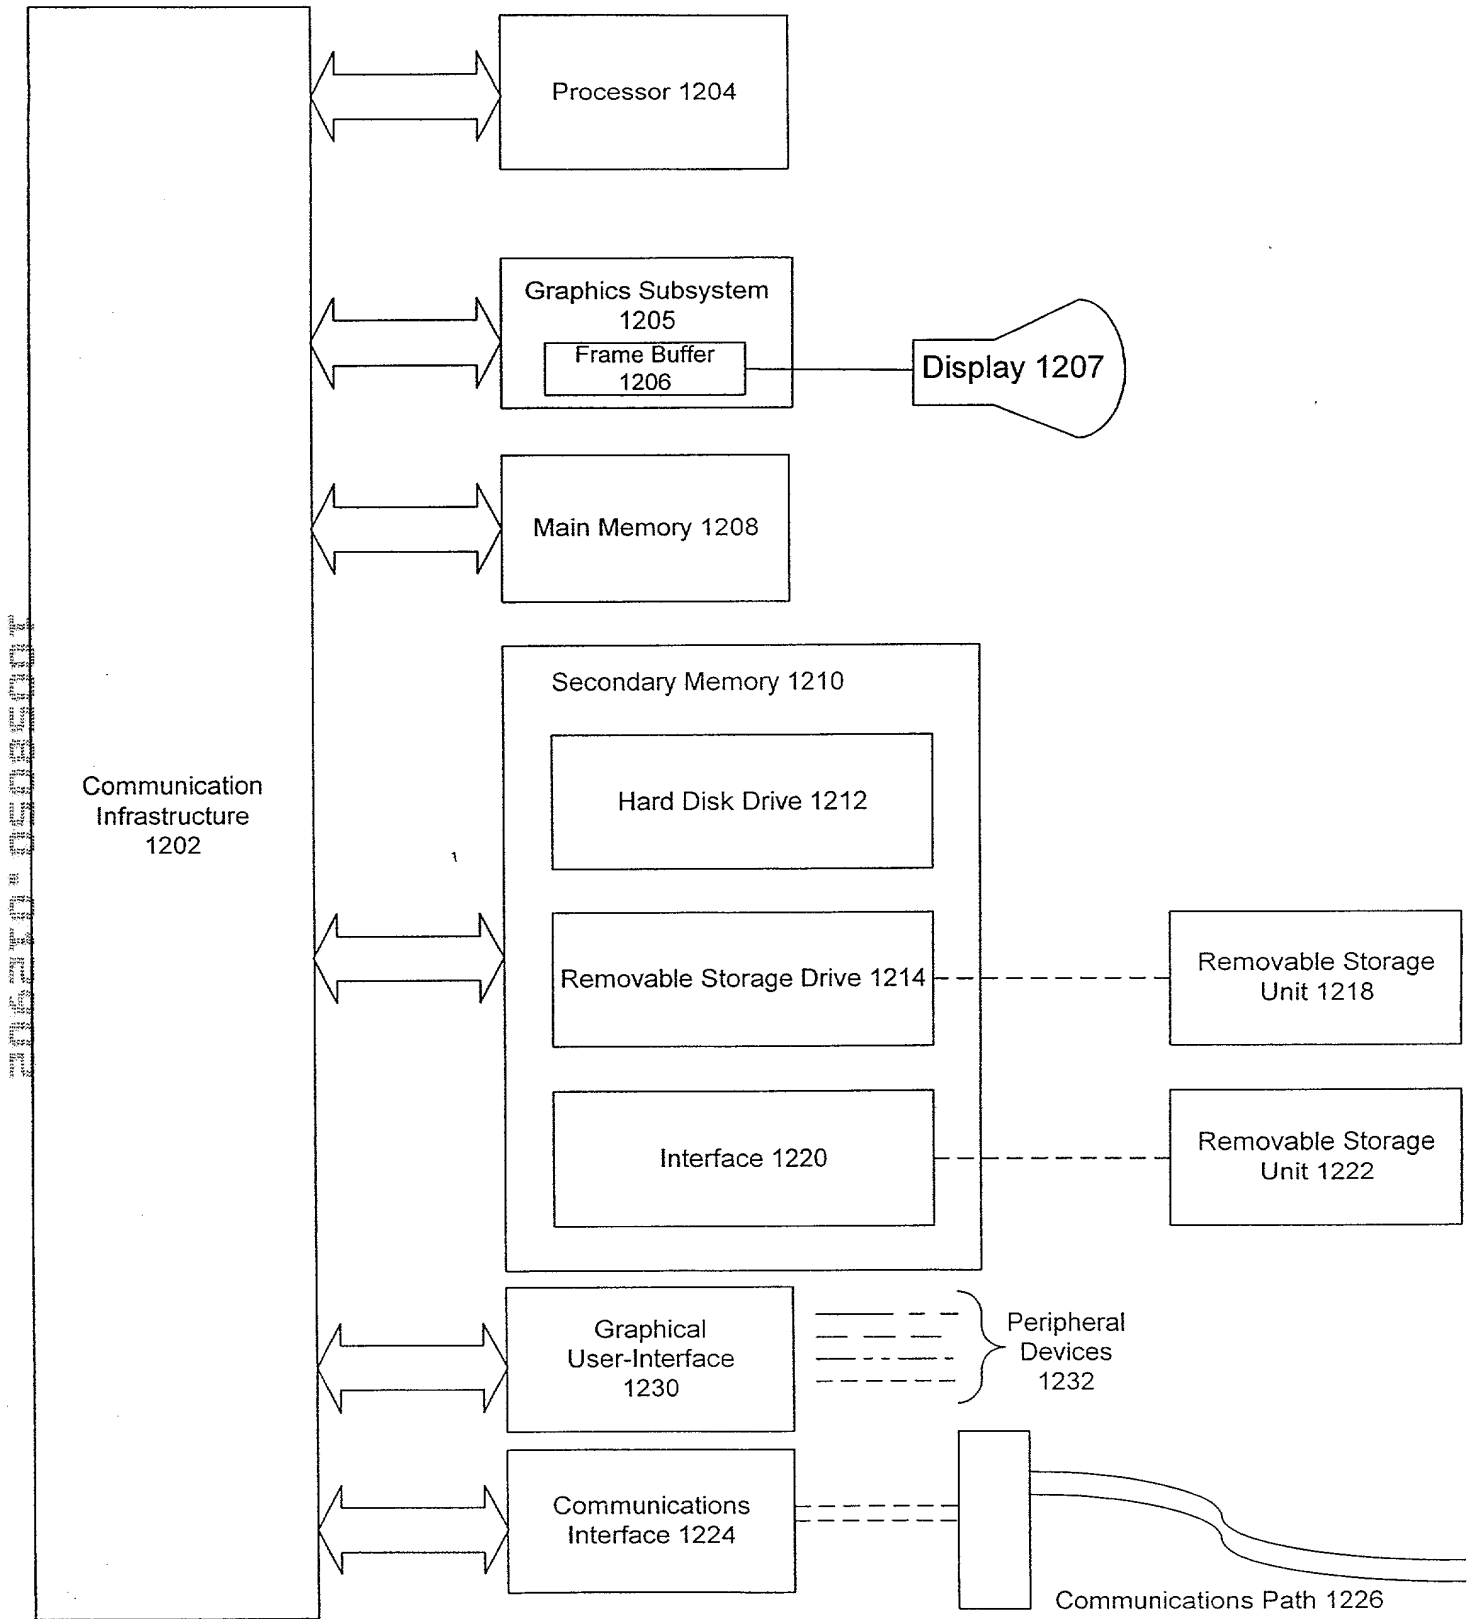 Processor 1204
Graphics Subsystem
1205
Frame Buffer
1206
Display 1207
Main Memory 1208
Secondary Memory 1210
Hard Disk Drive 1212
Communication
Infrastructure
1202
Removable Storage Drive 1214
Removable Storage
Unit 1218
Interface 1220
Removable Storage
Unit 1222
Graphical
User-Interface
1230
Peripheral
Devices
1232
Communications
Interface 1224
Communications Path 1226